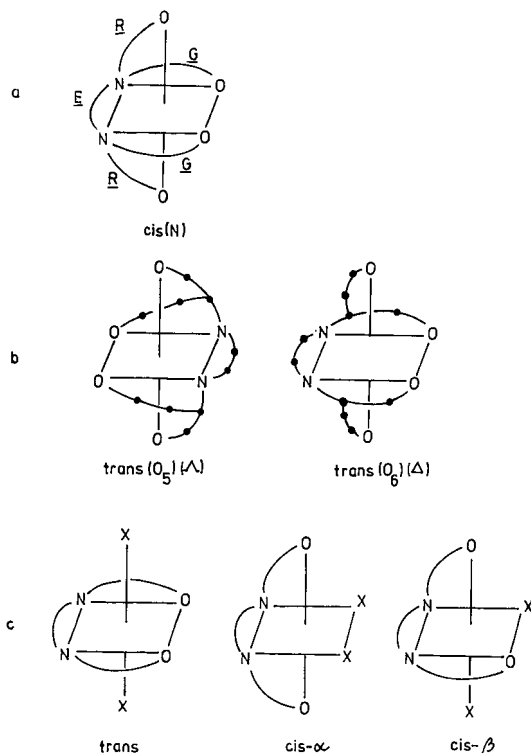 O
R
G
N O
a E
N O
G
R
O
cis(N)
O O
O N N O
b
O N N O
O O
trans(O5)(Λ) trans(O6)(Δ)
X O O
N O N X N X
c
N O N X N O
X O X
trans cis-α cis-β